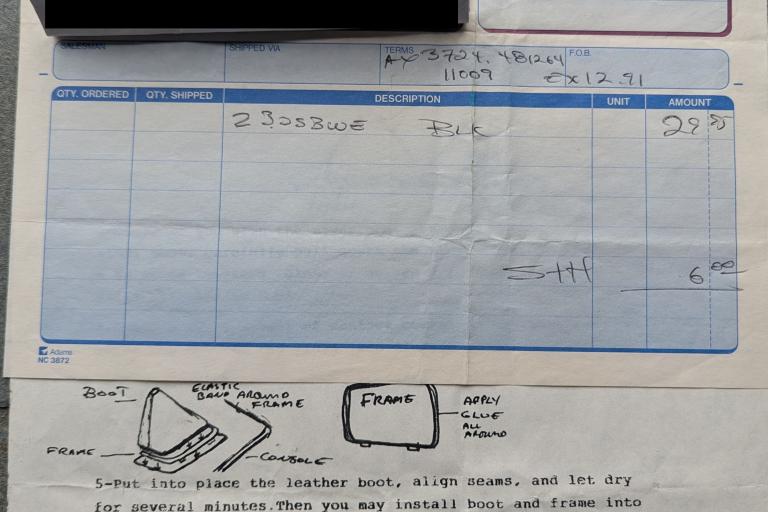 SALESMAN SHIPPED VIA TERMS F.O.B.
AX 3724. 481264
11009 EX 12.91
QTY. ORDERED QTY. SHIPPED DESCRIPTION UNIT AMOUNT
BLK 29
S+H 6 00
Adams
NC 3872
BOOT
ELASTIC
BAND AROUND
FRAME
FRAME
APPLY
GLUE
ALL
AROUND
FRAME
CONSOLE
5-Put into place the leather boot, align seams, and let dry
for several minutes.Then you may install boot and frame into